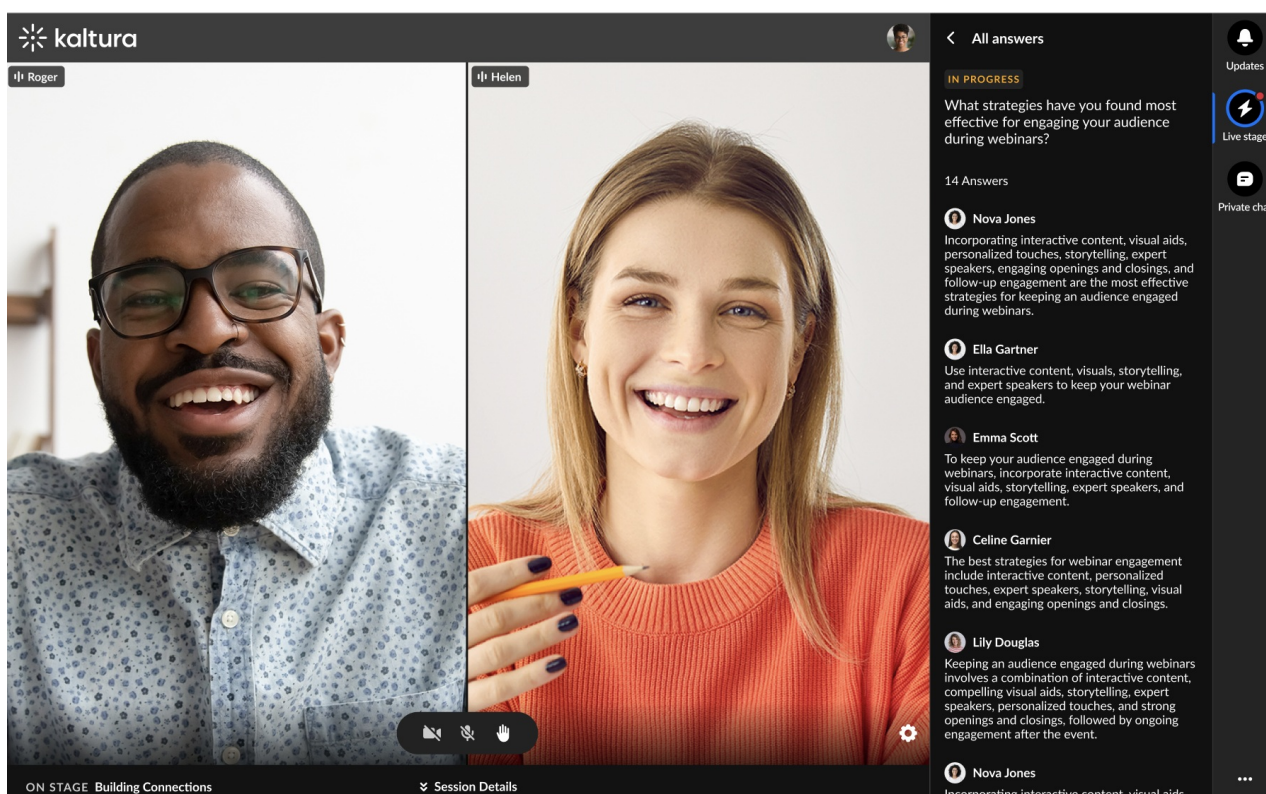 kaltura
Roger
Helen
ON STAGE Building Connections
Session Details
All answers
IN PROGRESS
What strategies have you found most
effective for engaging your audience
during webinars?
14 Answers
Nova Jones
Incorporating interactive content, visual aids,
personalized touches, storytelling, expert
speakers, engaging openings and closings, and
follow-up engagement are the most effective
strategies for keeping an audience engaged
during webinars.
Ella Gartner
Use interactive content, visuals, storytelling,
and expert speakers to keep your webinar
audience engaged.
Emma Scott
To keep your audience engaged during
webinars, incorporate interactive content,
visual aids, storytelling, expert speakers, and
follow-up engagement.
Celine Garnier
The best strategies for webinar engagement
include interactive content, personalized
touches, expert speakers, storytelling, visual
aids, and engaging openings and closings.
Lily Douglas
Keeping an audience engaged during webinars
involves a combination of interactive content,
compelling visual aids, storytelling, expert
speakers, personalized touches, and strong
openings and closings, followed by ongoing
engagement after the event.
Nova Jones
Incorporating interactive content, visual aids,
Updates
Live stage
Private cha